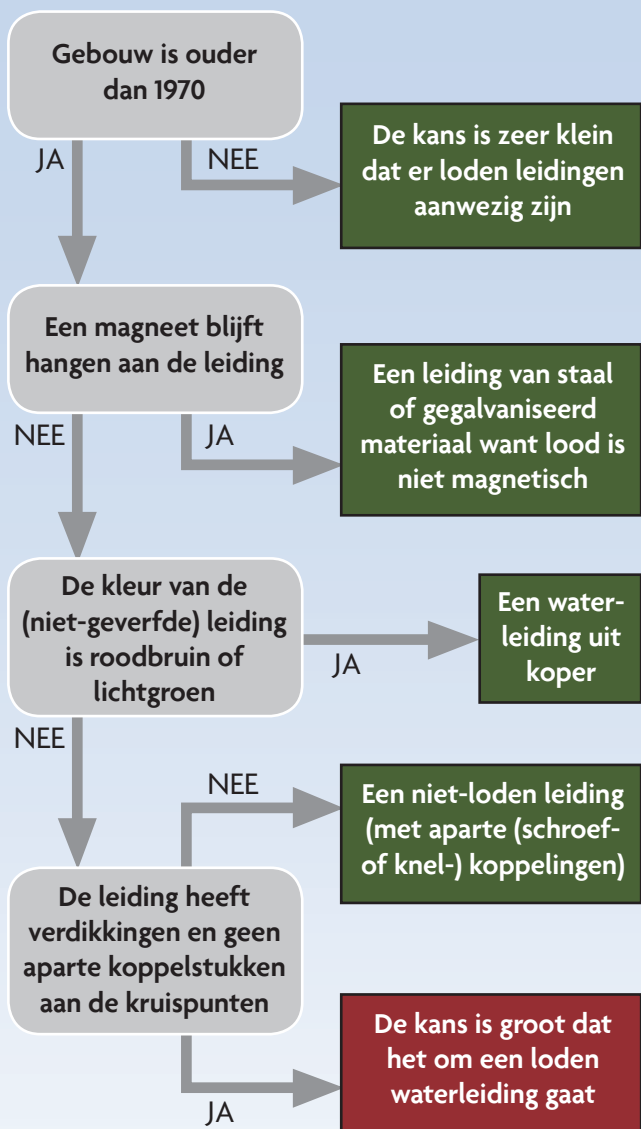 Gebouw is ouder
dan 1970
JA
NEE
De kans is zeer klein
dat er loden leidingen
aanwezig zijn
Een magneet blijft
hangen aan de leiding
NEE
JA
Een leiding van staal
of gegalvaniseerd
materiaal want lood is
niet magnetisch
De kleur van de
(niet-geverfde) leiding
is roodbruin of
lichtgroen
JA
Een water-
leiding uit
koper
NEE
NEE
Een niet-loden leiding
(met aparte (schroef-
of knel-) koppelingen)
De leiding heeft
verdikkingen en geen
aparte koppelstukken
aan de kruispunten
JA
De kans is groot dat
het om een loden
waterleiding gaat